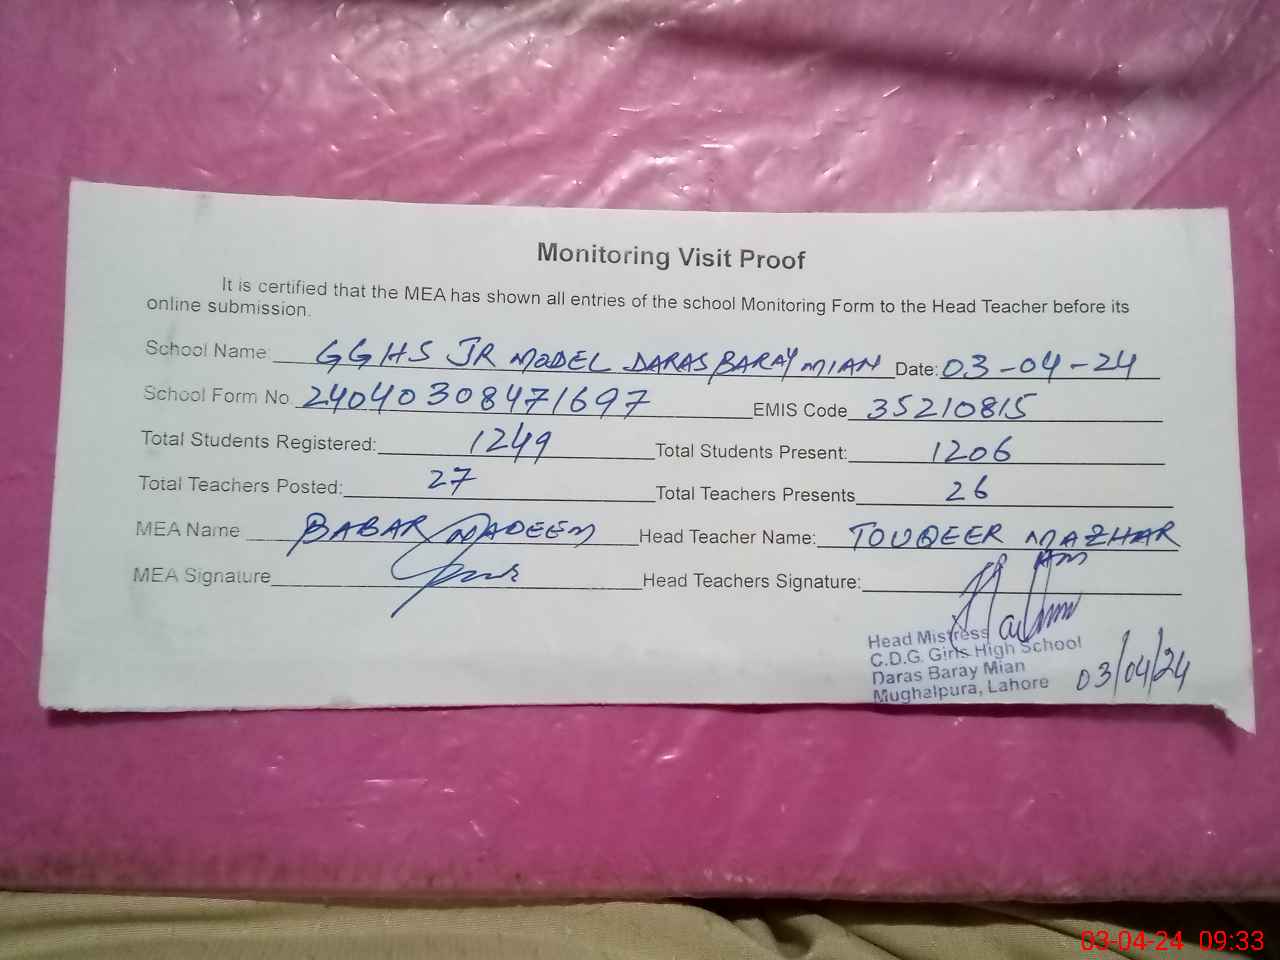 Monitoring Visit Proof
It is certified that the MEA has shown all entries of the school Monitoring Form to the Head Teacher before its
online submission.
School Name: GGHS JR MODEL DARAS BARAY MIAN Date: 03-04-24
School Form No. 24040308471697 EMIS Code 35210815
Total Students Registered: 1249 Total Students Present: 1206
Total Teachers Posted: 27 Total Teachers Presents 26
MEA Name BABAR NADEEM Head Teacher Name: TOUQEER MAZHAR
MEA Signature Head Teachers Signature:
Head Mistress
C.D.G. Girls High School
Daras Baray Mian
Mughalpura, Lahore
03/04/24
03-04-24 09:33